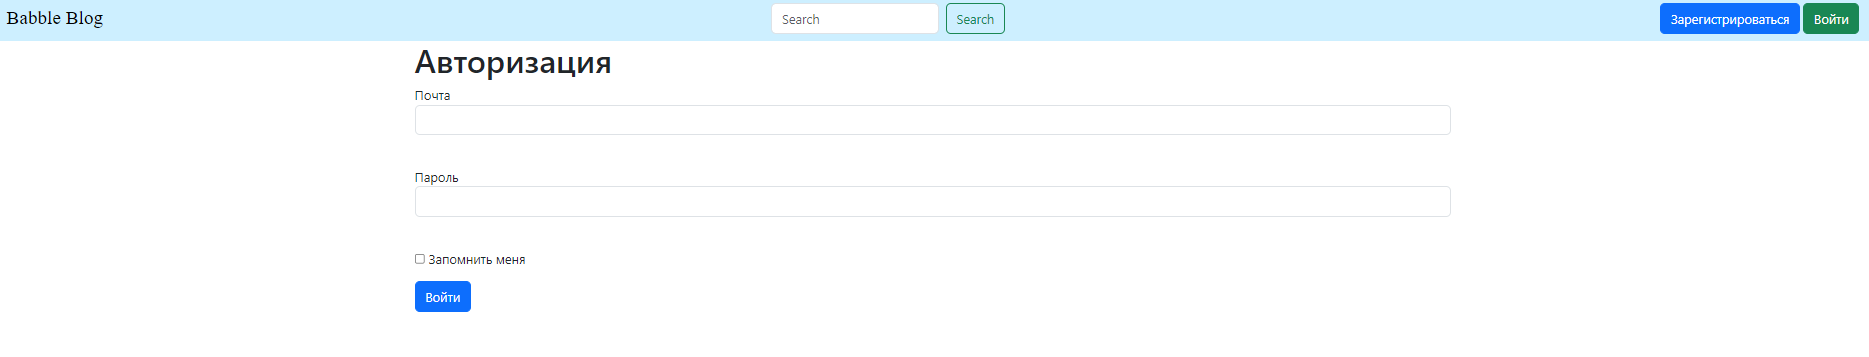 Babble Blog Search Search Зарегистрироваться Войти
Авторизация
Почта
Пароль
Запомнить меня
Войти